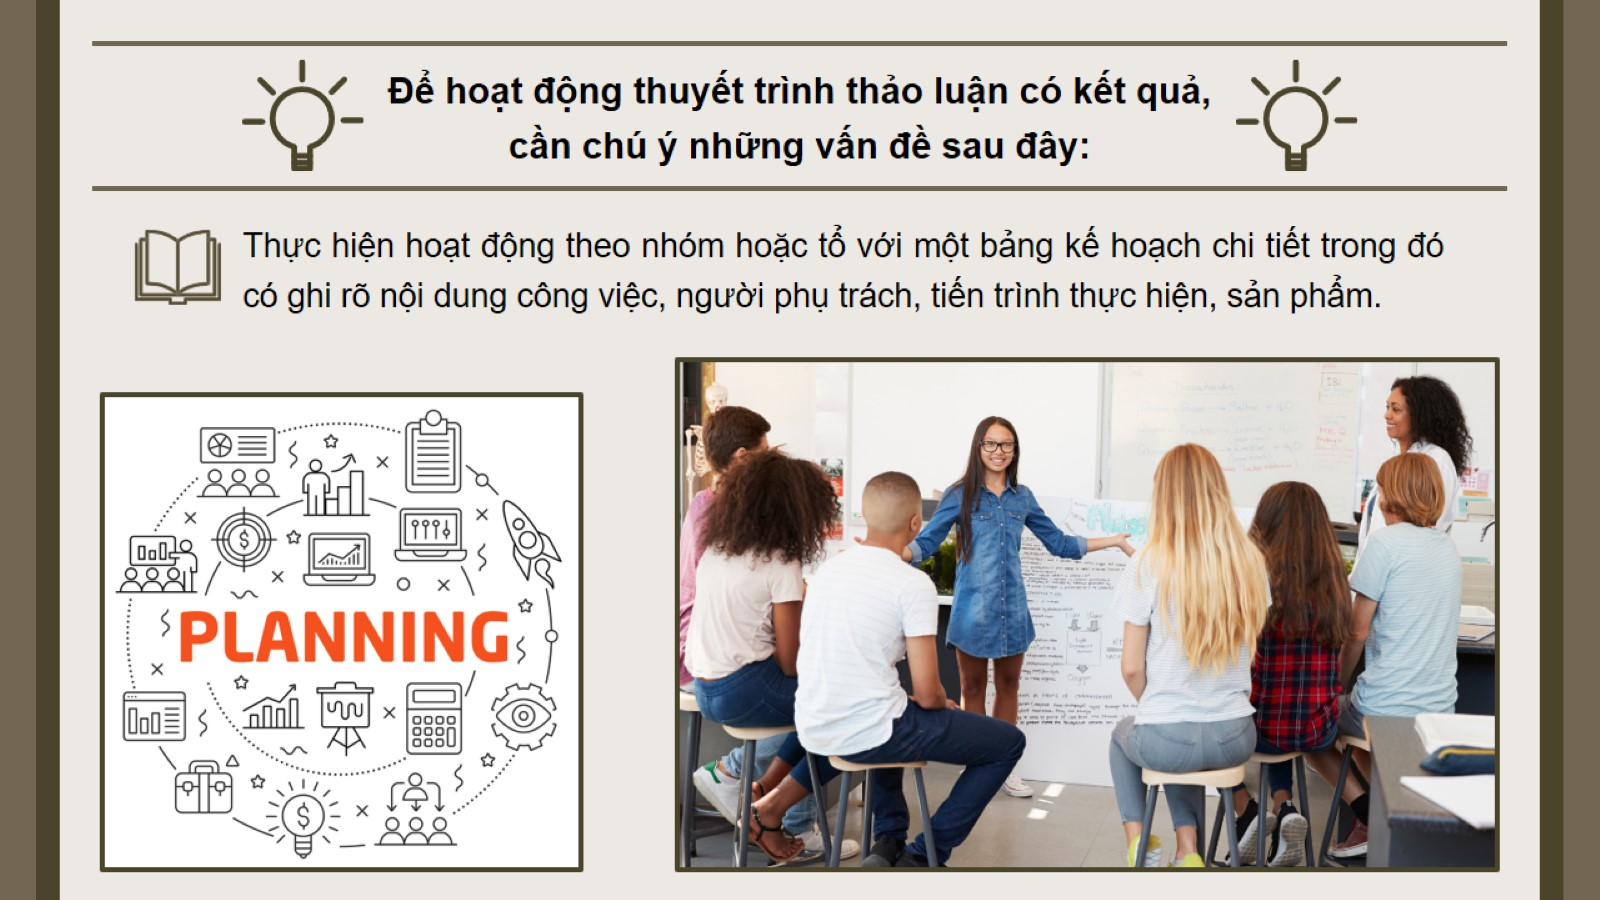 Để hoạt động thuyết trình thảo luận có kết quả,
cần chú ý những vấn đề sau đây:
Thực hiện hoạt động theo nhóm hoặc tổ với một bảng kế hoạch chi tiết trong đó
có ghi rõ nội dung công việc, người phụ trách, tiến trình thực hiện, sản phẩm.
PLANNING